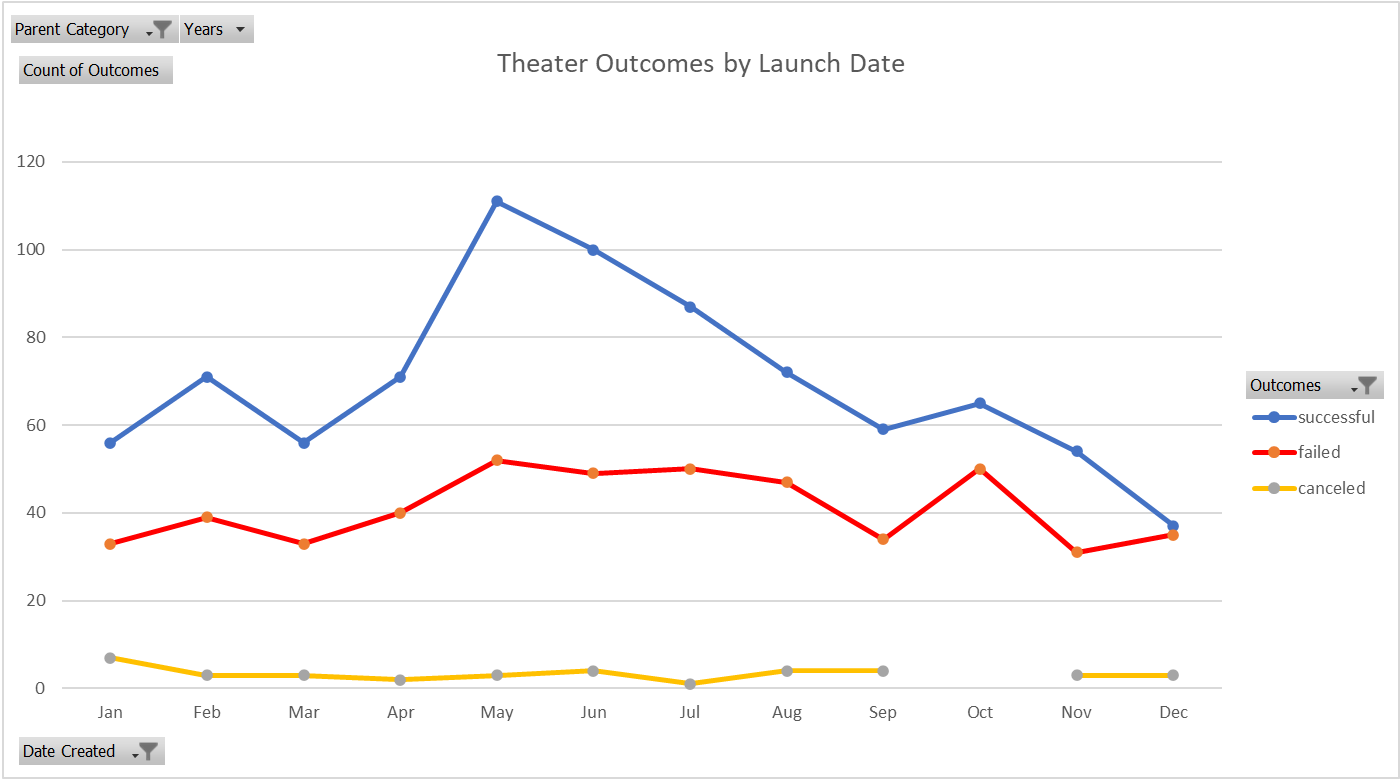 Parent Category Years
Count of Outcomes
Theater Outcomes by Launch Date
120
100
80
60
40
20
0
Jan Feb Mar Apr May Jun Jul Aug Sep Oct Nov Dec
Outcomes
successful
failed
canceled
Date Created